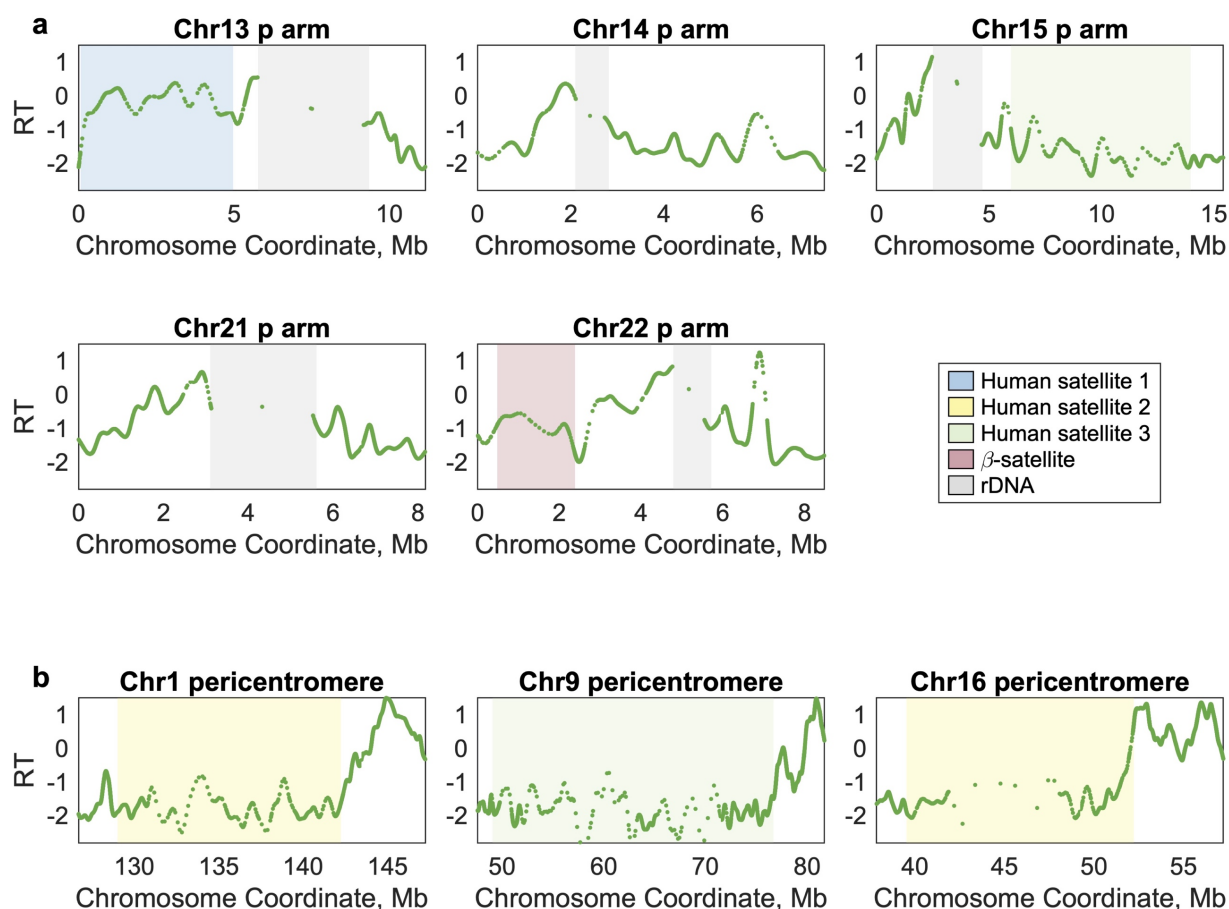 a
Chr13 p arm
Chr14 p arm
Chr15 p arm
RT
1
0
-1
-2
0
5
10
Chromosome Coordinate, Mb
1
0
-1
-2
0
2
4
6
Chromosome Coordinate, Mb
1
0
-1
-2
0
5
10
15
Chromosome Coordinate, Mb
Chr21 p arm
RT
1
0
-1
-2
0
2
4
6
8
Chromosome Coordinate, Mb
Chr22 p arm
1
0
-1
-2
0
2
4
6
8
Chromosome Coordinate, Mb
Human satellite 1
Human satellite 2
Human satellite 3
β-satellite
rDNA
b
Chr1 pericentromere
RT
1
0
-1
-2
130
135
140
145
Chromosome Coordinate, Mb
Chr9 pericentromere
1
0
-1
-2
50
60
70
80
Chromosome Coordinate, Mb
Chr16 pericentromere
1
0
-1
-2
40
45
50
55
Chromosome Coordinate, Mb